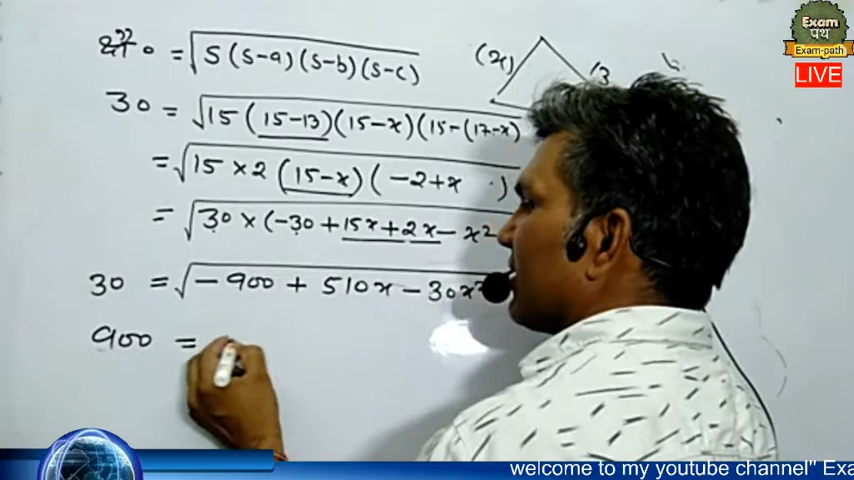 क्षे० = √S(S-a)(S-b)(S-c)
(x)
13
30 = √15(15-13)(15-x)(15-(17-x)
= √15×2(15-x)(-2+x)
= √30×(-30+15x+2x-x²
30 = √-900+510x-30x²
900 =
Exam
पथ
Exam-path
LIVE
welcome to my youtube channel" Exa